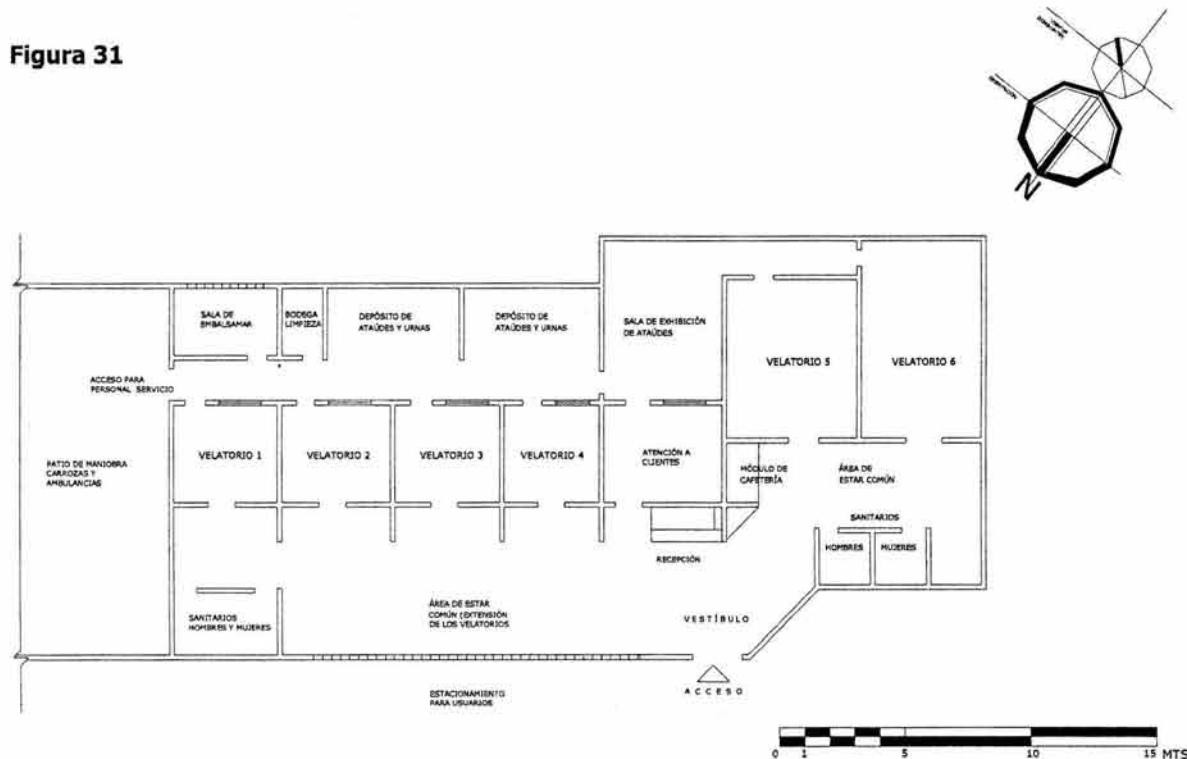 Figura 31
N
SALA DE
EMBALSAMAR
BODEGA
LIMPIEZA
DEPÓSITO DE
ATAÚDES Y URNAS
DEPÓSITO DE
ATAÚDES Y URNAS
SALA DE EXHIBICIÓN
DE ATAÚDES
VELATORIO 5
VELATORIO 6
ACCESO PARA
PERSONAL SERVICIO
PATIO DE MANIOBRA
CARROZAS Y
AMBULANCIAS
VELATORIO 1
VELATORIO 2
VELATORIO 3
VELATORIO 4
ATENCIÓN A
CLIENTES
MÓDULO DE
CAFETERÍA
ÁREA DE
ESTAR COMÚN
SANITARIOS
HOMBRES
MUJERES
RECEPCIÓN
SANITARIOS
HOMBRES Y MUJERES
ÁREA DE ESTAR
COMÚN (EXTENSIÓN
DE LOS VELATORIOS
VESTÍBULO
ACCESO
ESTACIONAMIENTO
PARA USUARIOS
0 1 5 10 15 MTS